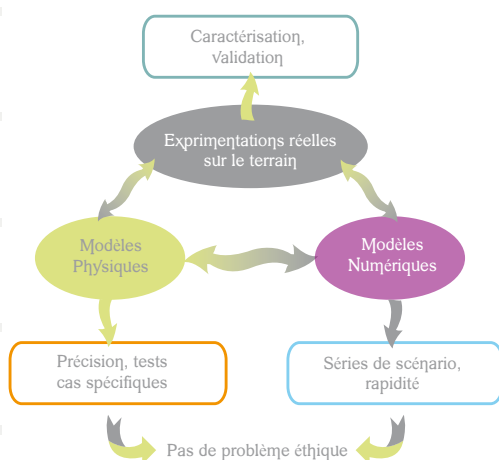 Caractérisation,
validation
Exprimentations réelles
sur le terrain
Modèles
Physiques
Modèles
Numériques
Précision, tests
cas spécifiques
Séries de scénario,
rapidité
Pas de problème éthique